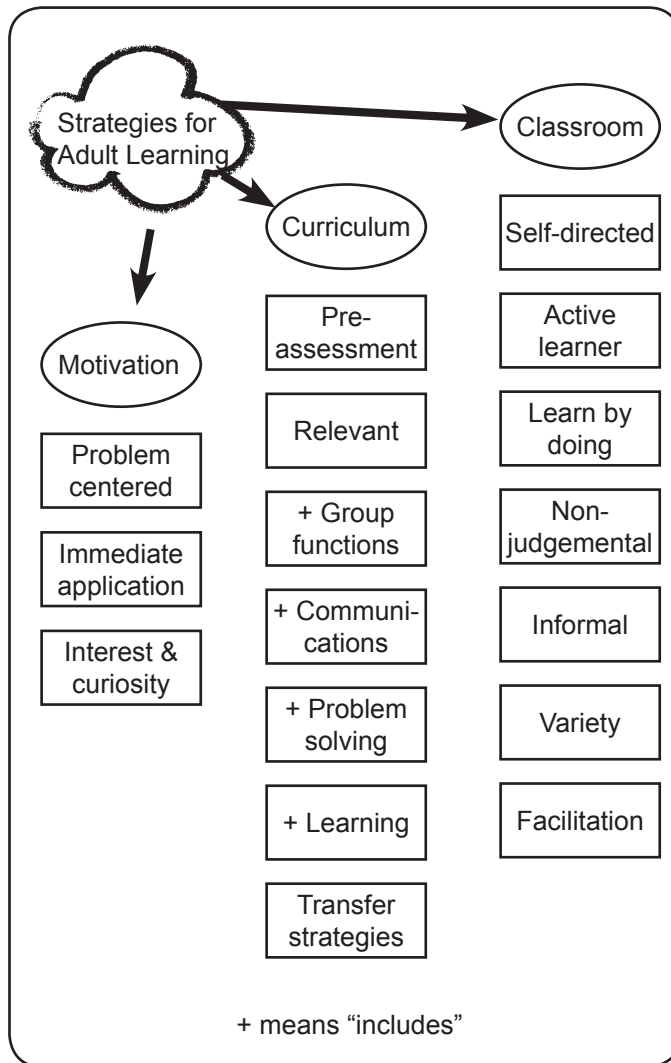 Strategies for
Adult Learning
Motivation
Problem
centered
Immediate
application
Interest &
curiosity
Curriculum
Pre-
assessment
Relevant
+ Group
functions
+ Communi-
cations
+ Problem
solving
+ Learning
Transfer
strategies
Classroom
Self-directed
Active
learner
Learn by
doing
Non-
judgemental
Informal
Variety
Facilitation
+ means “includes”